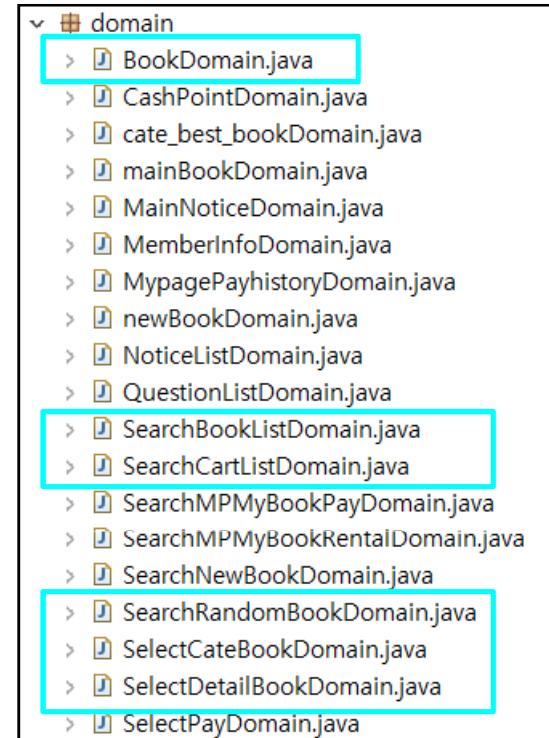 domain
BookDomain.java
CashPointDomain.java
cate_best_bookDomain.java
mainBookDomain.java
MainNoticeDomain.java
MemberInfoDomain.java
MypagePayhistoryDomain.java
newBookDomain.java
NoticeListDomain.java
QuestionListDomain.java
SearchBookListDomain.java
SearchCartListDomain.java
SearchMPMyBookPayDomain.java
SearchMPMyBookRentalDomain.java
SearchNewBookDomain.java
SearchRandomBookDomain.java
SelectCateBookDomain.java
SelectDetailBookDomain.java
SelectPayDomain.java